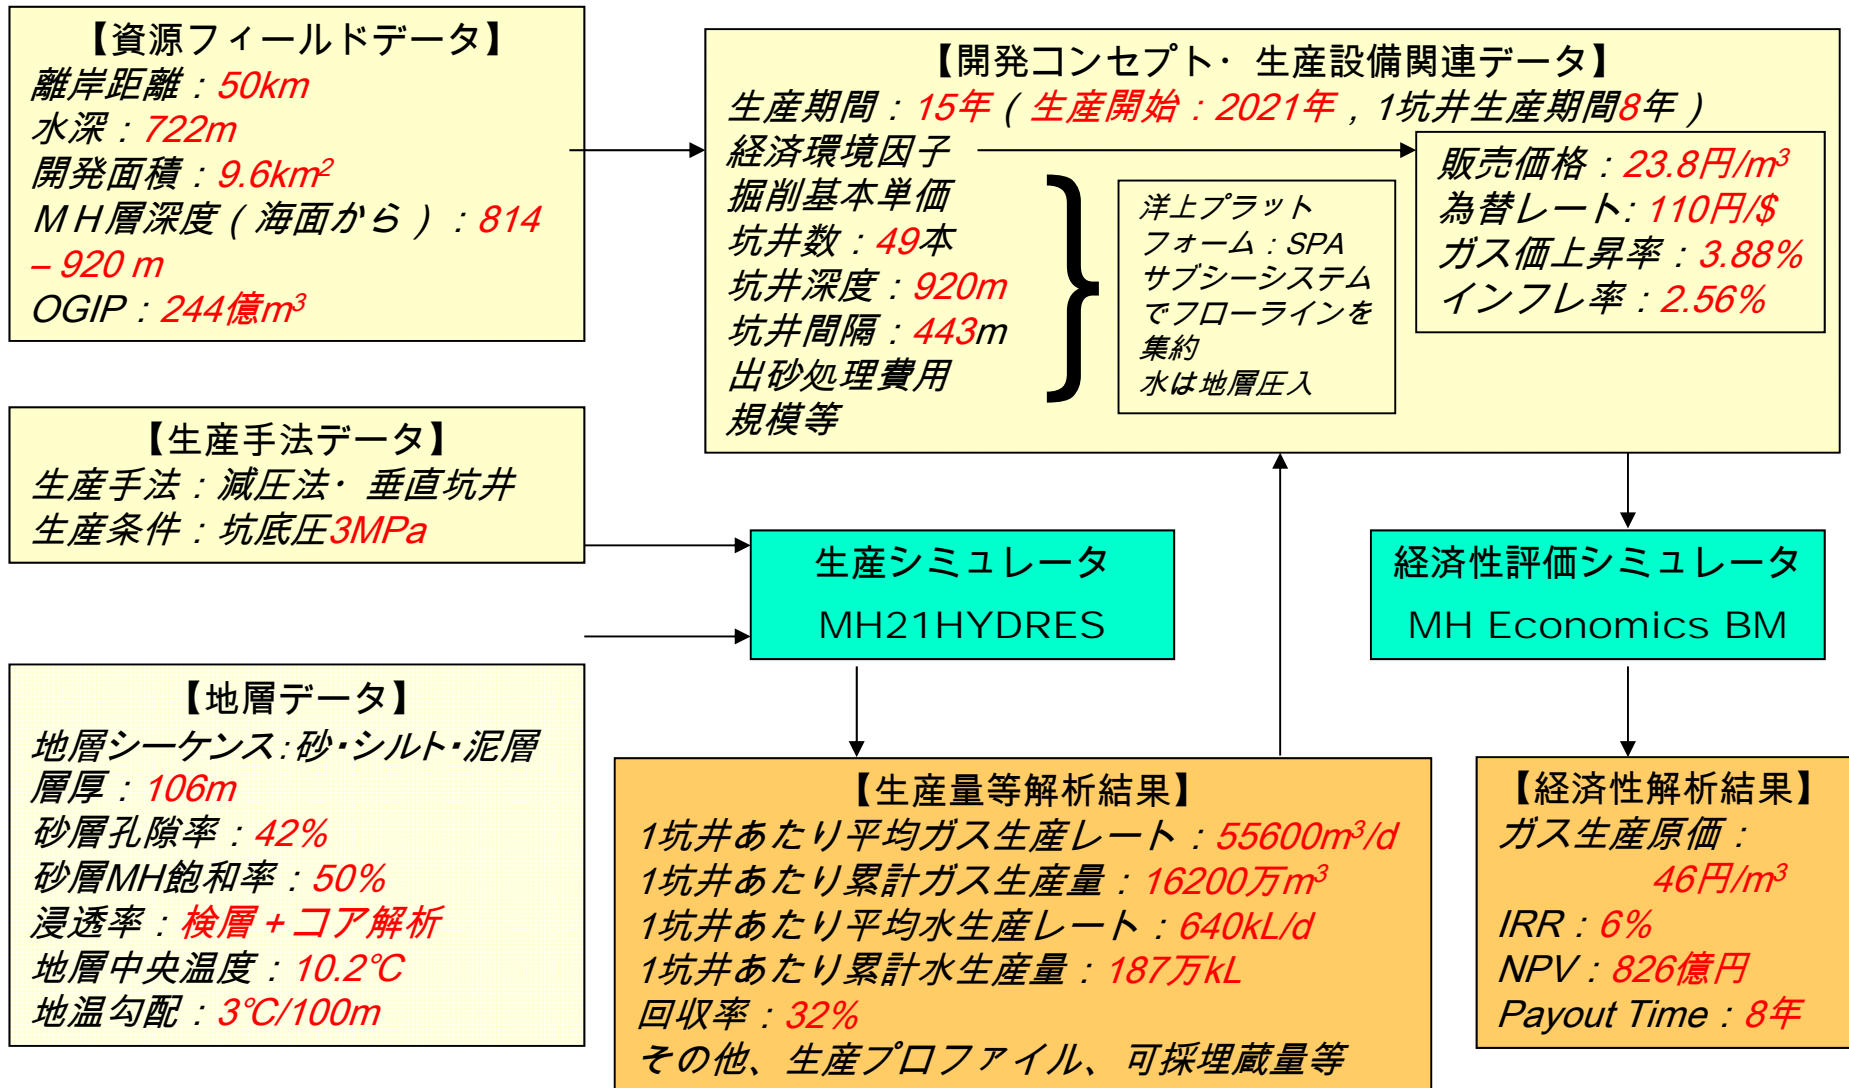 【資源フィールドデータ】
離岸距離：50km
水深：722m
開発面積：9.6km²
ＭＨ層深度（海面から）：814
– 920 m
OGIP：244億m³
【開発コンセプト・ 生産設備関連データ】
生産期間：15年（生産開始：2021年，1坑井生産期間8年）
経済環境因子
掘削基本単価
坑井数：49本
坑井深度：920m
坑井間隔：443m
出砂処理費用
規模等
洋上プラット
フォーム：SPA
サブシーシステム
でフローラインを
集約
水は地層圧入
販売価格：23.8円/m³
為替レート: 110円/$
ガス価上昇率：3.88%
インフレ率：2.56%
【生産手法データ】
生産手法：減圧法・ 垂直坑井
生産条件：坑底圧3MPa
生産シミュレータ
MH21HYDRES
経済性評価シミュレータ
MH Economics BM
【地層データ】
地層シーケンス：砂・シルト・泥層
層厚：106m
砂層孔隙率：42%
砂層MH飽和率：50%
浸透率：検層＋コア解析
地層中央温度：10.2℃
地温勾配：3℃/100m
【生産量等解析結果】
1坑井あたり平均ガス生産レート：55600m³/d
1坑井あたり累計ガス生産量：16200万m³
1坑井あたり平均水生産レート：640kL/d
1坑井あたり累計水生産量：187万kL
回収率：32%
その他、生産プロファイル、可採埋蔵量等
【経済性解析結果】
ガス生産原価：
46円/m³
IRR：6%
NPV：826億円
Payout Time：8年